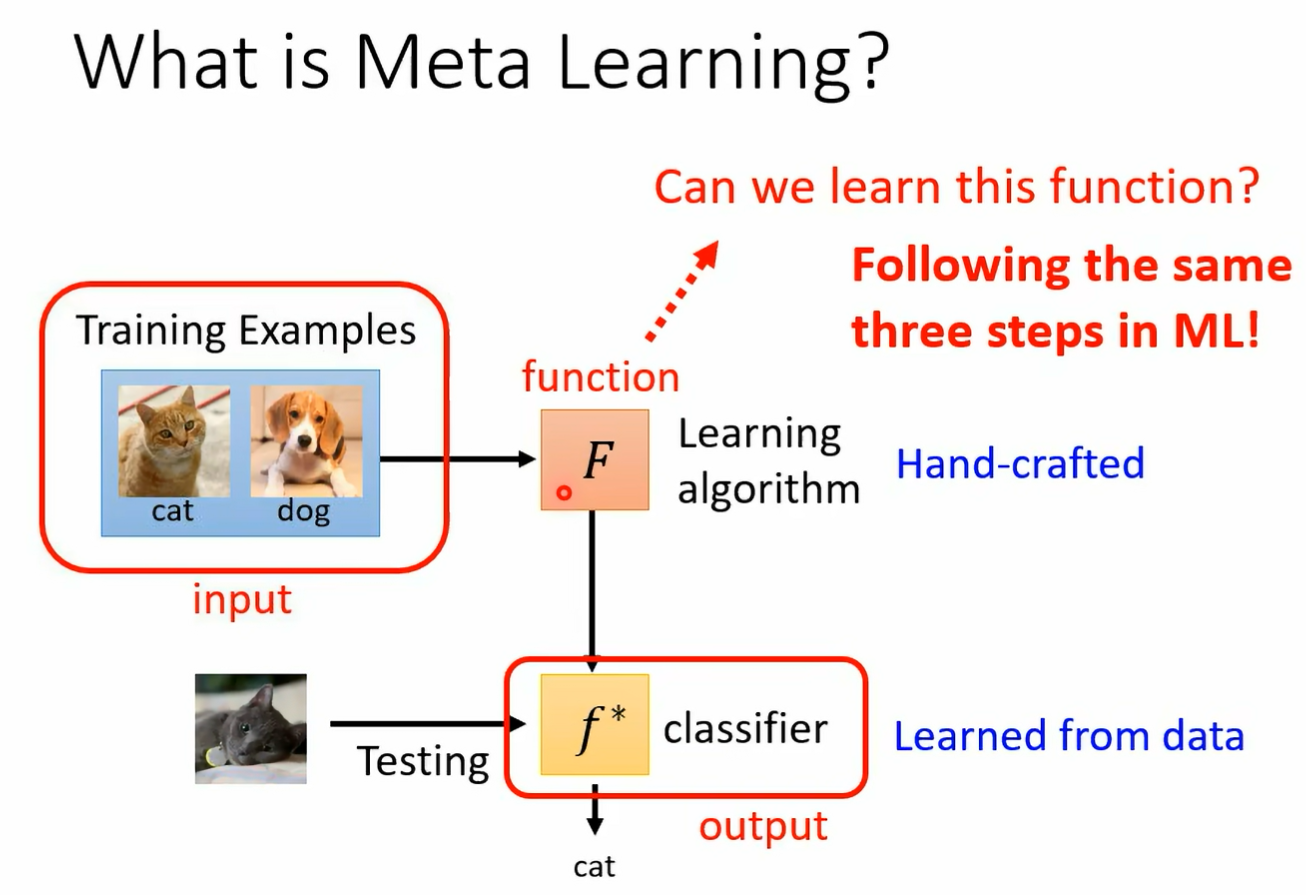 What is Meta Learning?
Can we learn this function?
Following the same
three steps in ML!
Training Examples
cat
dog
input
function
F
Learning
algorithm
Hand-crafted
Testing
f*
classifier
Learned from data
output
cat